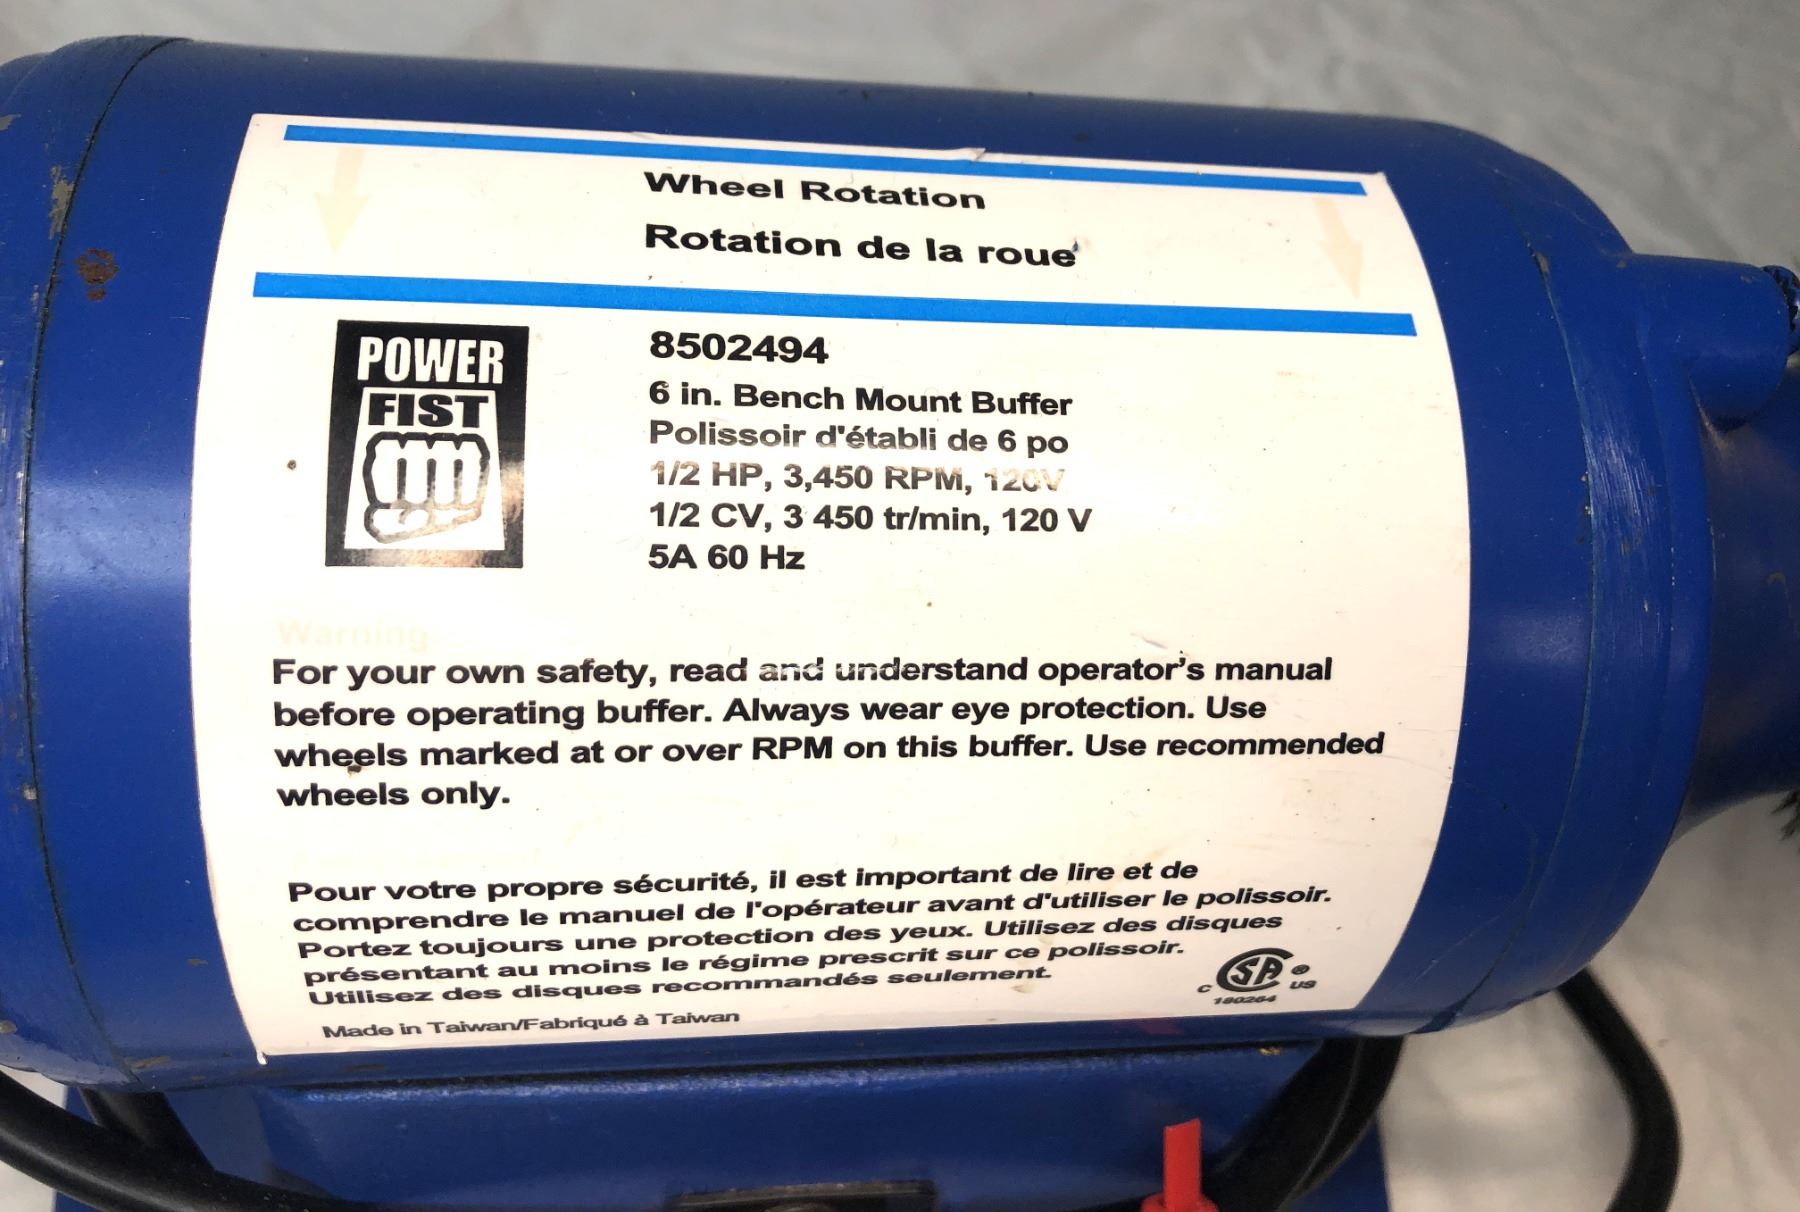 Wheel Rotation
Rotation de la roue
POWER
FIST
8502494
6 in. Bench Mount Buffer
Polissoir d'établi de 6 po
1/2 HP, 3,450 RPM, 120V
1/2 CV, 3 450 tr/min, 120 V
5A 60 Hz
Warning
For your own safety, read and understand operator's manual
before operating buffer. Always wear eye protection. Use
wheels marked at or over RPM on this buffer. Use recommended
wheels only.
Pour votre propre sécurité, il est important de lire et de
comprendre le manuel de l'opérateur avant d'utiliser le polissoir.
Portez toujours une protection des yeux. Utilisez des disques
présentant au moins le régime prescrit sur ce polissoir.
Utilisez des disques recommandés seulement.
Made in Taiwan/Fabriqué à Taiwan
C SA ® US
180264